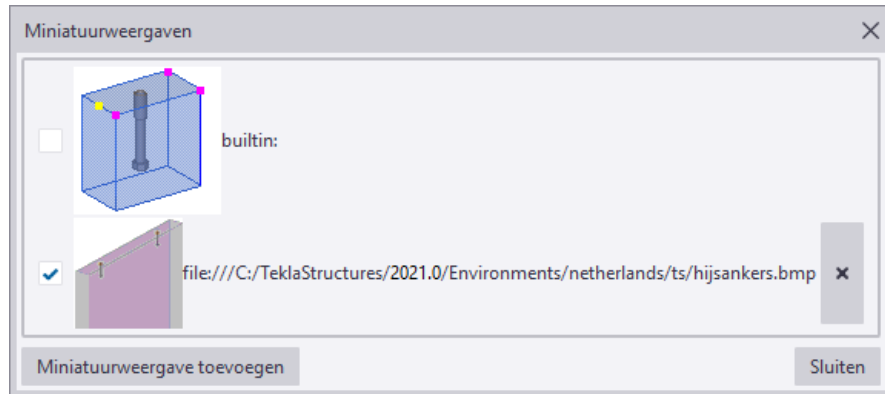 Miniatuurweergaven
builtin:
file:///C:/TeklaStructures/2021.0/Environments/netherlands/ts/hijsankers.bmp
Miniatuurweergave toevoegen
Sluiten